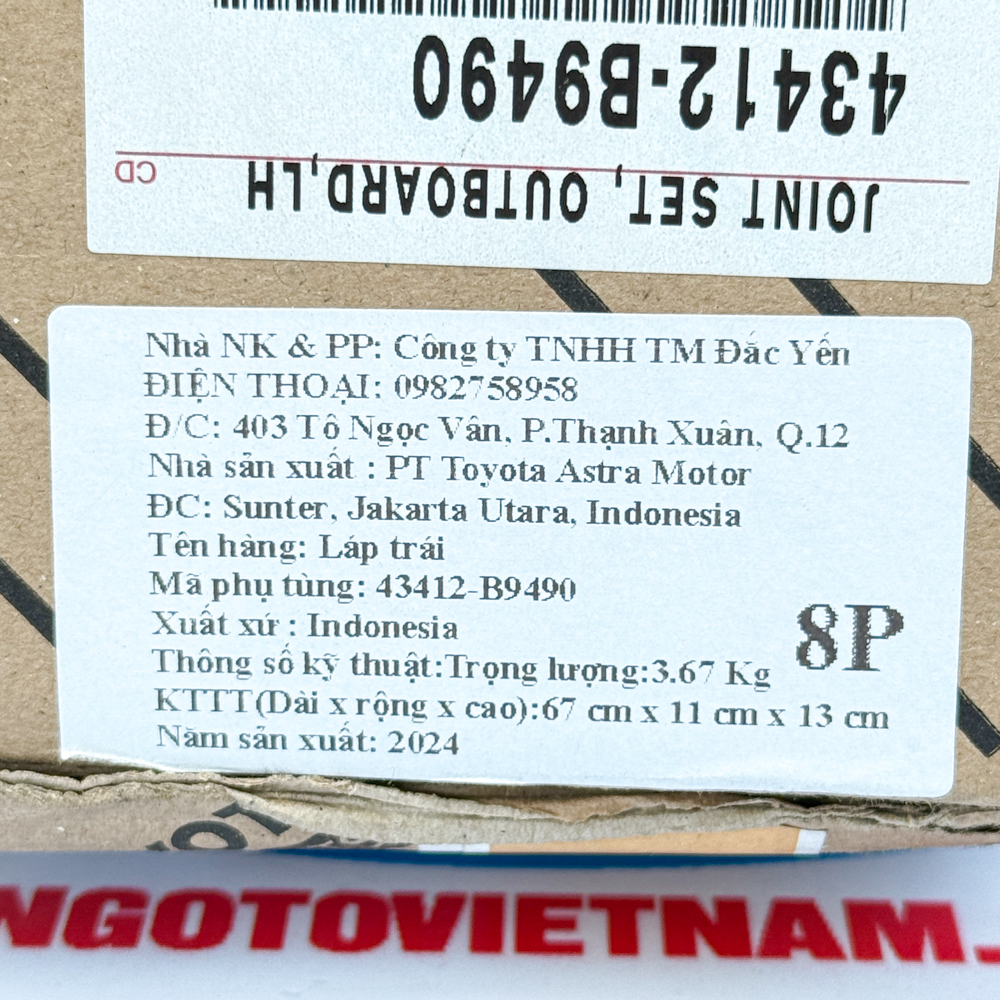 43412-B9490
CD
JOINT SET, OUTBOARD,LH
Nhà NK & PP: Công ty TNHH TM Đắc Yến
ĐIỆN THOẠI: 0982758958
Đ/C: 403 Tô Ngọc Vân, P.Thạnh Xuân, Q.12
Nhà sản xuất : PT Toyota Astra Motor
ĐC: Sunter, Jakarta Utara, Indonesia
Tên hàng: Láp trái
Mã phụ tùng: 43412-B9490
Xuất xứ : Indonesia
8P
Thông số kỹ thuật:Trọng lượng:3.67 Kg
KTTT(Dài x rộng x cao):67 cm x 11 cm x 13 cm
Năm sản xuất: 2024
NGOTOVIETNAM.